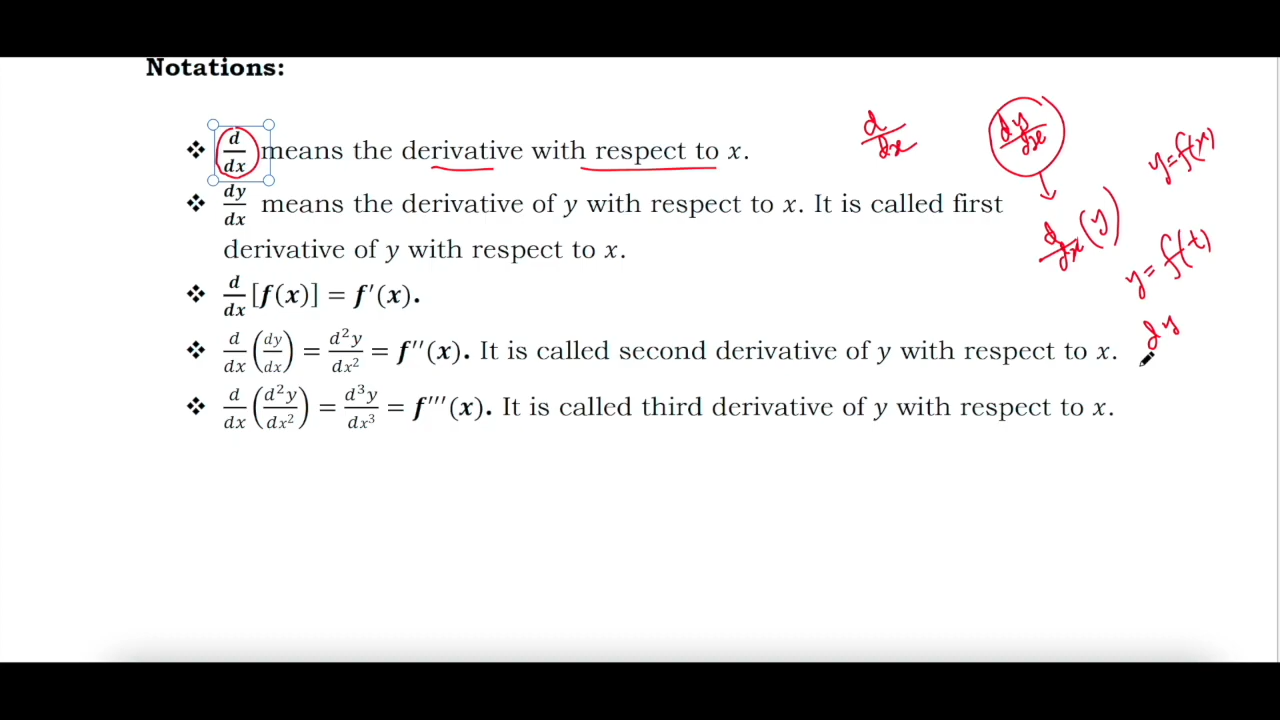 Notations:
❖ d/dx means the derivative with respect to x.
❖ dy/dx means the derivative of y with respect to x. It is called first
derivative of y with respect to x.
❖ d/dx [f(x)] = f′(x).
❖ d/dx (dy/dx) = d²y/dx² = f′′(x). It is called second derivative of y with respect to x.
❖ d/dx (d²y/dx²) = d³y/dx³ = f′′′(x). It is called third derivative of y with respect to x.
d/dx
dy/dx
d/dx (y)
y=f(x)
y=f(t)
dy